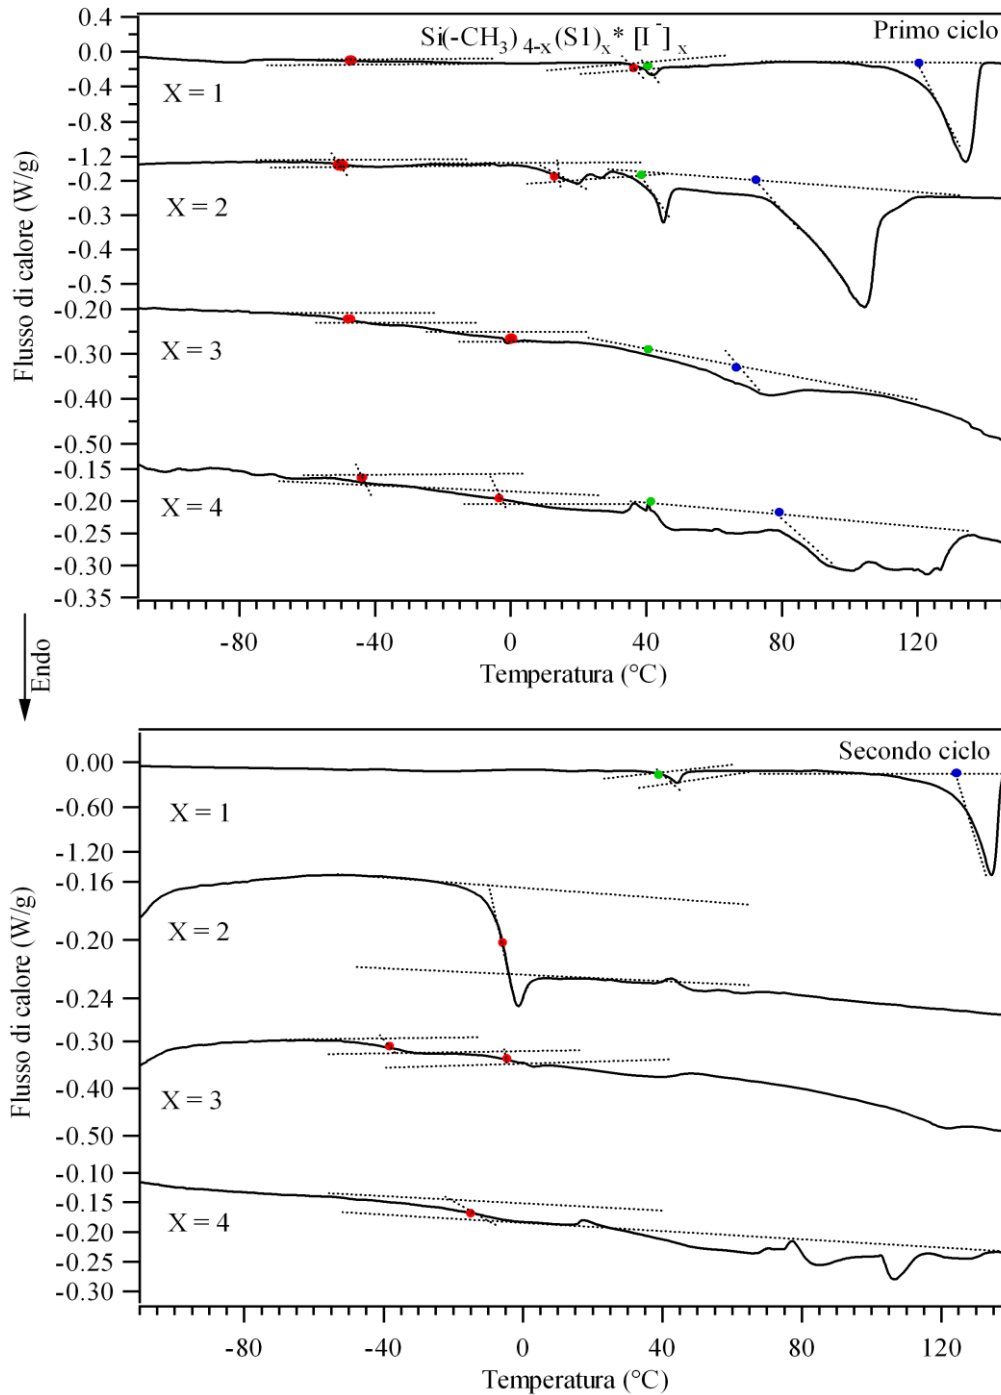 Si(-CH₃)₄₋ₓ(S1)ₓ* [I⁻]ₓ
Primo ciclo
Flusso di calore (W/g)
0.4
0.0
-0.4
-0.8
-1.2
X = 1
-0.2
-0.3
-0.4
-0.5
X = 2
-0.20
-0.30
-0.40
-0.50
X = 3
-0.15
-0.20
-0.25
-0.30
-0.35
X = 4
-80 -40 0 40 80 120
Temperatura (°C)
Endo
Secondo ciclo
Flusso di calore (W/g)
0.00
-0.60
-1.20
X = 1
-0.16
-0.20
-0.24
X = 2
-0.30
-0.40
-0.50
X = 3
-0.10
-0.15
-0.20
-0.25
-0.30
X = 4
-80 -40 0 40 80 120
Temperatura (°C)